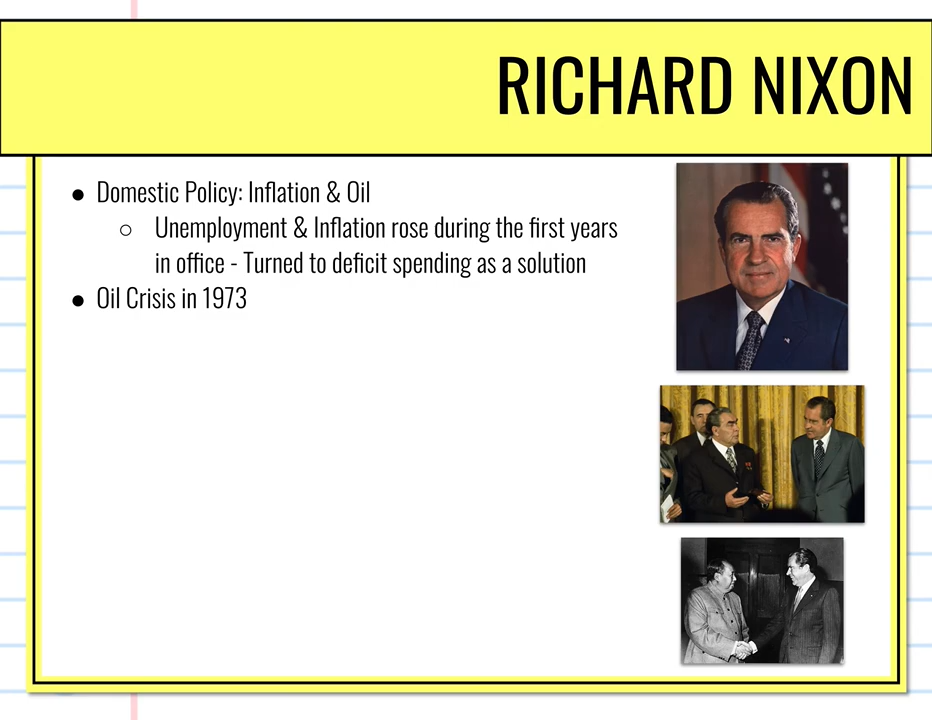 RICHARD NIXON
● Domestic Policy: Inflation & Oil
○ Unemployment & Inflation rose during the first years
in office - Turned to deficit spending as a solution
● Oil Crisis in 1973